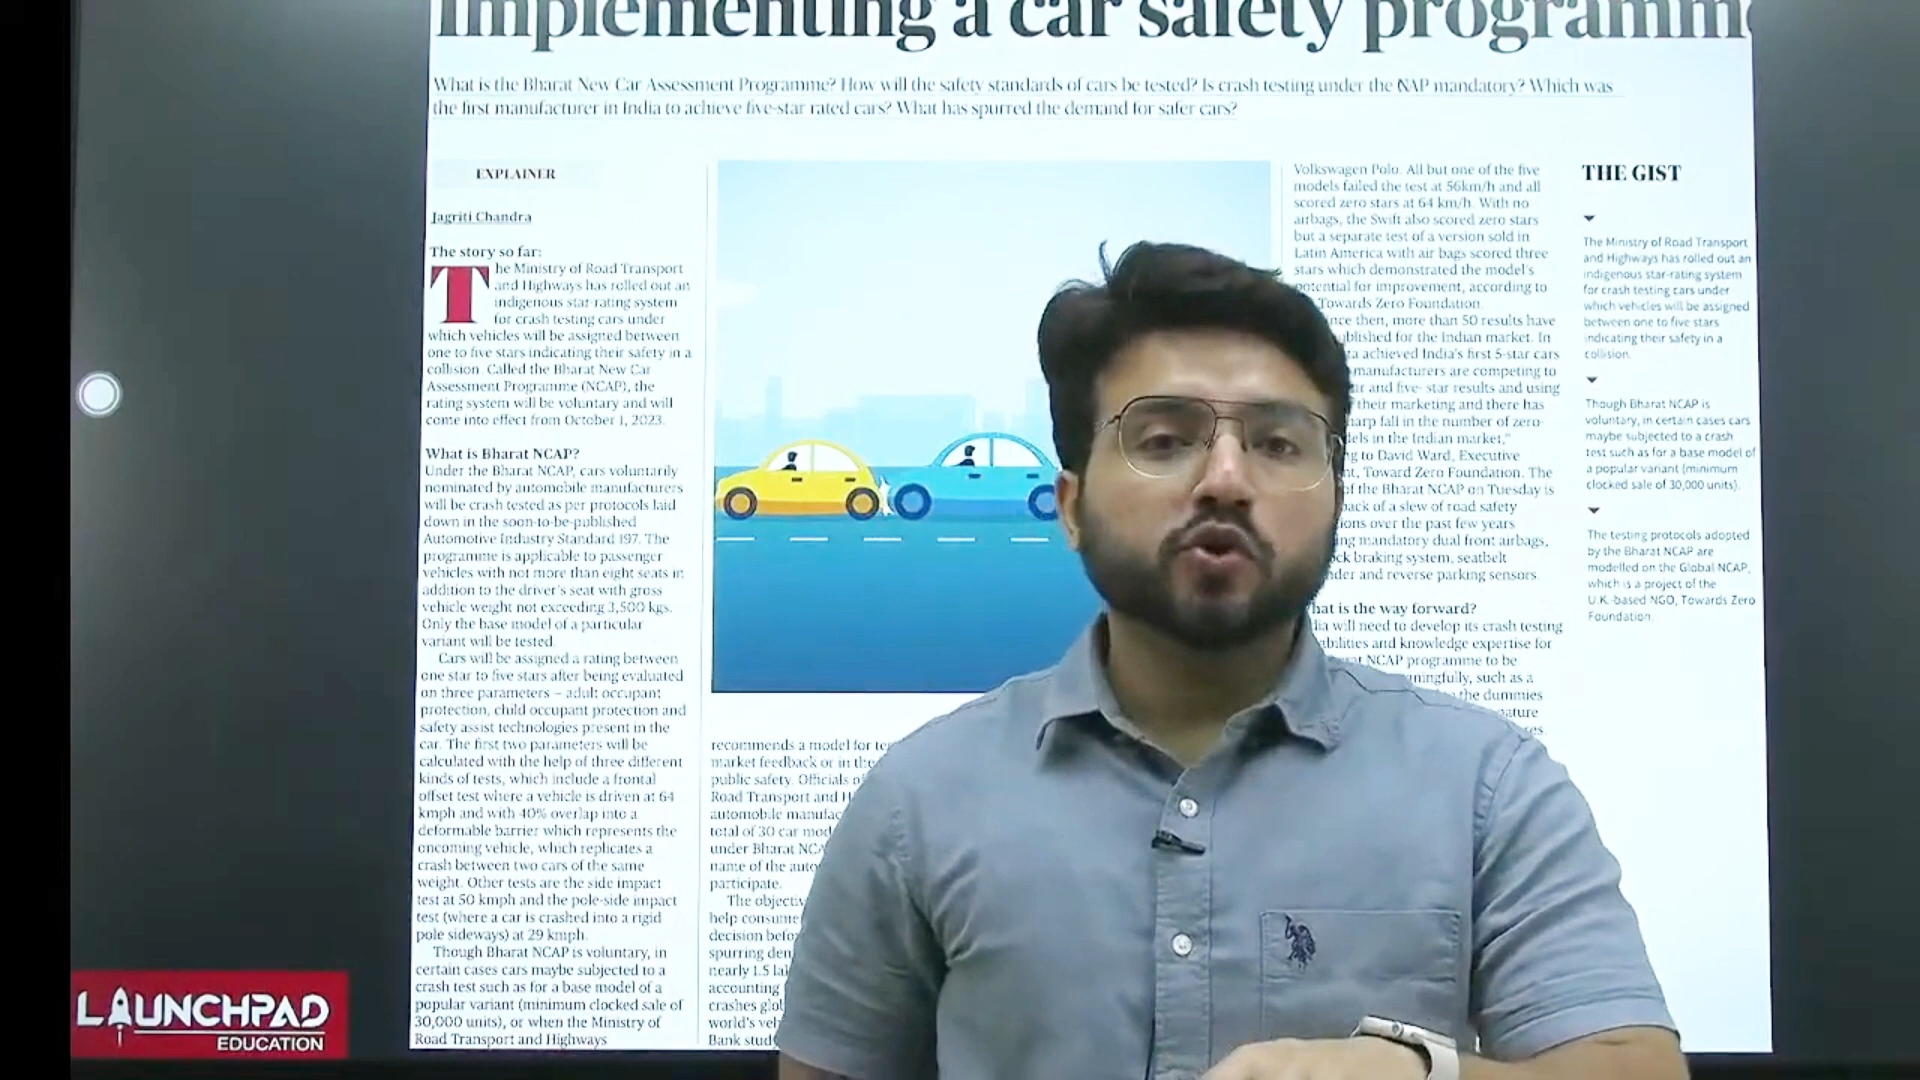 Implementing a car safety programme
What is the Bharat New Car Assessment Programme? How will the safety standards of cars be tested? Is crash testing under the NAP mandatory? Which was
the first manufacturer in India to achieve five-star rated cars? What has spurred the demand for safer cars?
EXPLAINER
Jagriti Chandra
The story so far:
The Ministry of Road Transport
and Highways has rolled out an
indigenous star-rating system
for crash testing cars under
which vehicles will be assigned between
one to five stars indicating their safety in a
collision. Called the Bharat New Car
Assessment Programme (NCAP), the
rating system will be voluntary and will
come into effect from October 1, 2023.
What is Bharat NCAP?
Under the Bharat NCAP, cars voluntarily
nominated by automobile manufacturers
will be crash tested as per protocols laid
down in the soon-to-be-published
Automotive Industry Standard 197. The
programme is applicable to passenger
vehicles with not more than eight seats in
addition to the driver's seat with gross
vehicle weight not exceeding 3,500 kgs.
Only the base model of a particular
variant will be tested.
Cars will be assigned a rating between
one star to five stars after being evaluated
on three parameters – adult occupant
protection, child occupant protection and
safety assist technologies present in the
car. The first two parameters will be
calculated with the help of three different
kinds of tests, which include a frontal
offset test where a vehicle is driven at 64
kmph and with 40% overlap into a
deformable barrier which represents the
oncoming vehicle, which replicates a
crash between two cars of the same
weight. Other tests are the side impact
test at 50 kmph and the pole-side impact
test (where a car is crashed into a rigid
pole sideways) at 29 kmph.
Though Bharat NCAP is voluntary, in
certain cases cars maybe subjected to a
crash test such as for a base model of a
popular variant (minimum clocked sale of
30,000 units), or when the Ministry of
Road Transport and Highways
recommends a model for
market feedback or in the
public safety. Officials
Road Transport and
automobile
total of 30 car
under Bharat
name of the
participate.
The
help
decision
spurring
nearly 1.5
accounting
crashes
world's
Bank
Volkswagen Polo. All but one of the five
models failed the test at 56km/h and all
scored zero stars at 64 km/h. With no
airbags, the Swift also scored zero stars
but a separate test of a version sold in
Latin America with air bags scored three
stars which demonstrated the model's
potential for improvement, according to
Towards Zero Foundation.
then, more than 50 results have
for the Indian market. In
achieved India's first 5-star cars
manufacturers are competing to
and five- star results and using
their marketing and there has
fall in the number of zero-
in the Indian market,"
to David Ward, Executive
Toward Zero Foundation. The
of the Bharat NCAP on Tuesday is
back of a slew of road safety
over the past few years
mandatory dual front airbags,
braking system, seatbelt
and reverse parking sensors.
What is the way forward?
will need to develop its crash testing
and knowledge expertise for
NCAP programme to be
such as a
the dummies
THE GIST
The Ministry of Road Transport
and Highways has rolled out an
indigenous star-rating system
for crash testing cars under
which vehicles will be assigned
between one to five stars
indicating their safety in a
collision.
Though Bharat NCAP is
voluntary, in certain cases cars
maybe subjected to a crash
test such as for a base model of
a popular variant (minimum
clocked sale of 30,000 units).
The testing protocols adopted
by the Bharat NCAP are
modelled on the Global NCAP,
which is a project of the
U.K.-based NGO, Towards Zero
Foundation.
LAUNCHPAD
EDUCATION